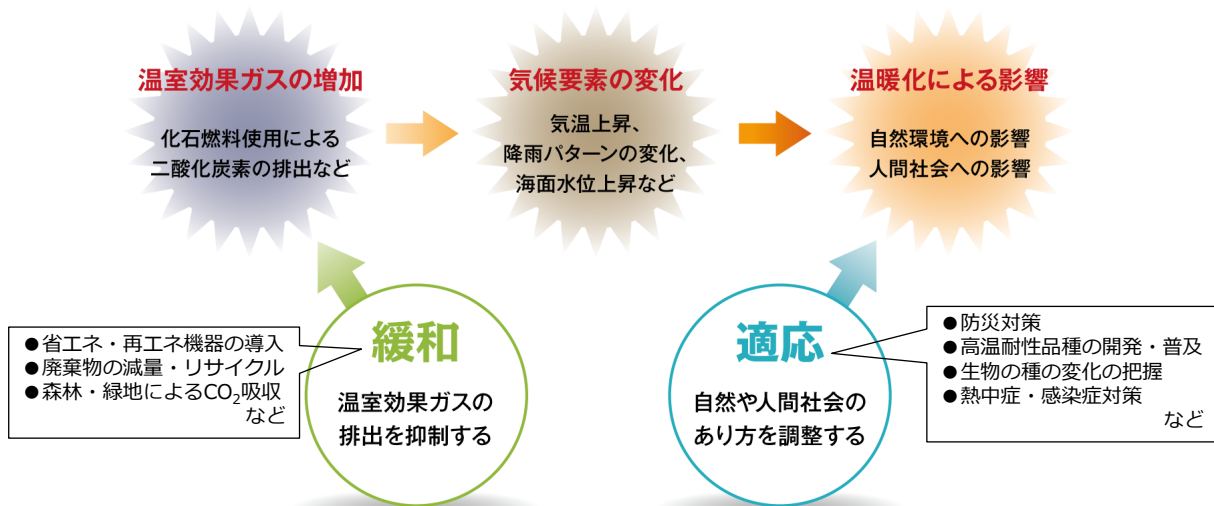 温室効果ガスの増加
化石燃料使用による
二酸化炭素の排出など
気候要素の変化
気温上昇、
降雨パターンの変化、
海面水位上昇など
温暖化による影響
自然環境への影響
人間社会への影響
●省エネ・再エネ機器の導入
●廃棄物の減量・リサイクル
●森林・緑地によるCO₂吸収
など
緩和
温室効果ガスの
排出を抑制する
適応
自然や人間社会の
あり方を調整する
●防災対策
●高温耐性品種の開発・普及
●生物の種の変化の把握
●熱中症・感染症対策
など